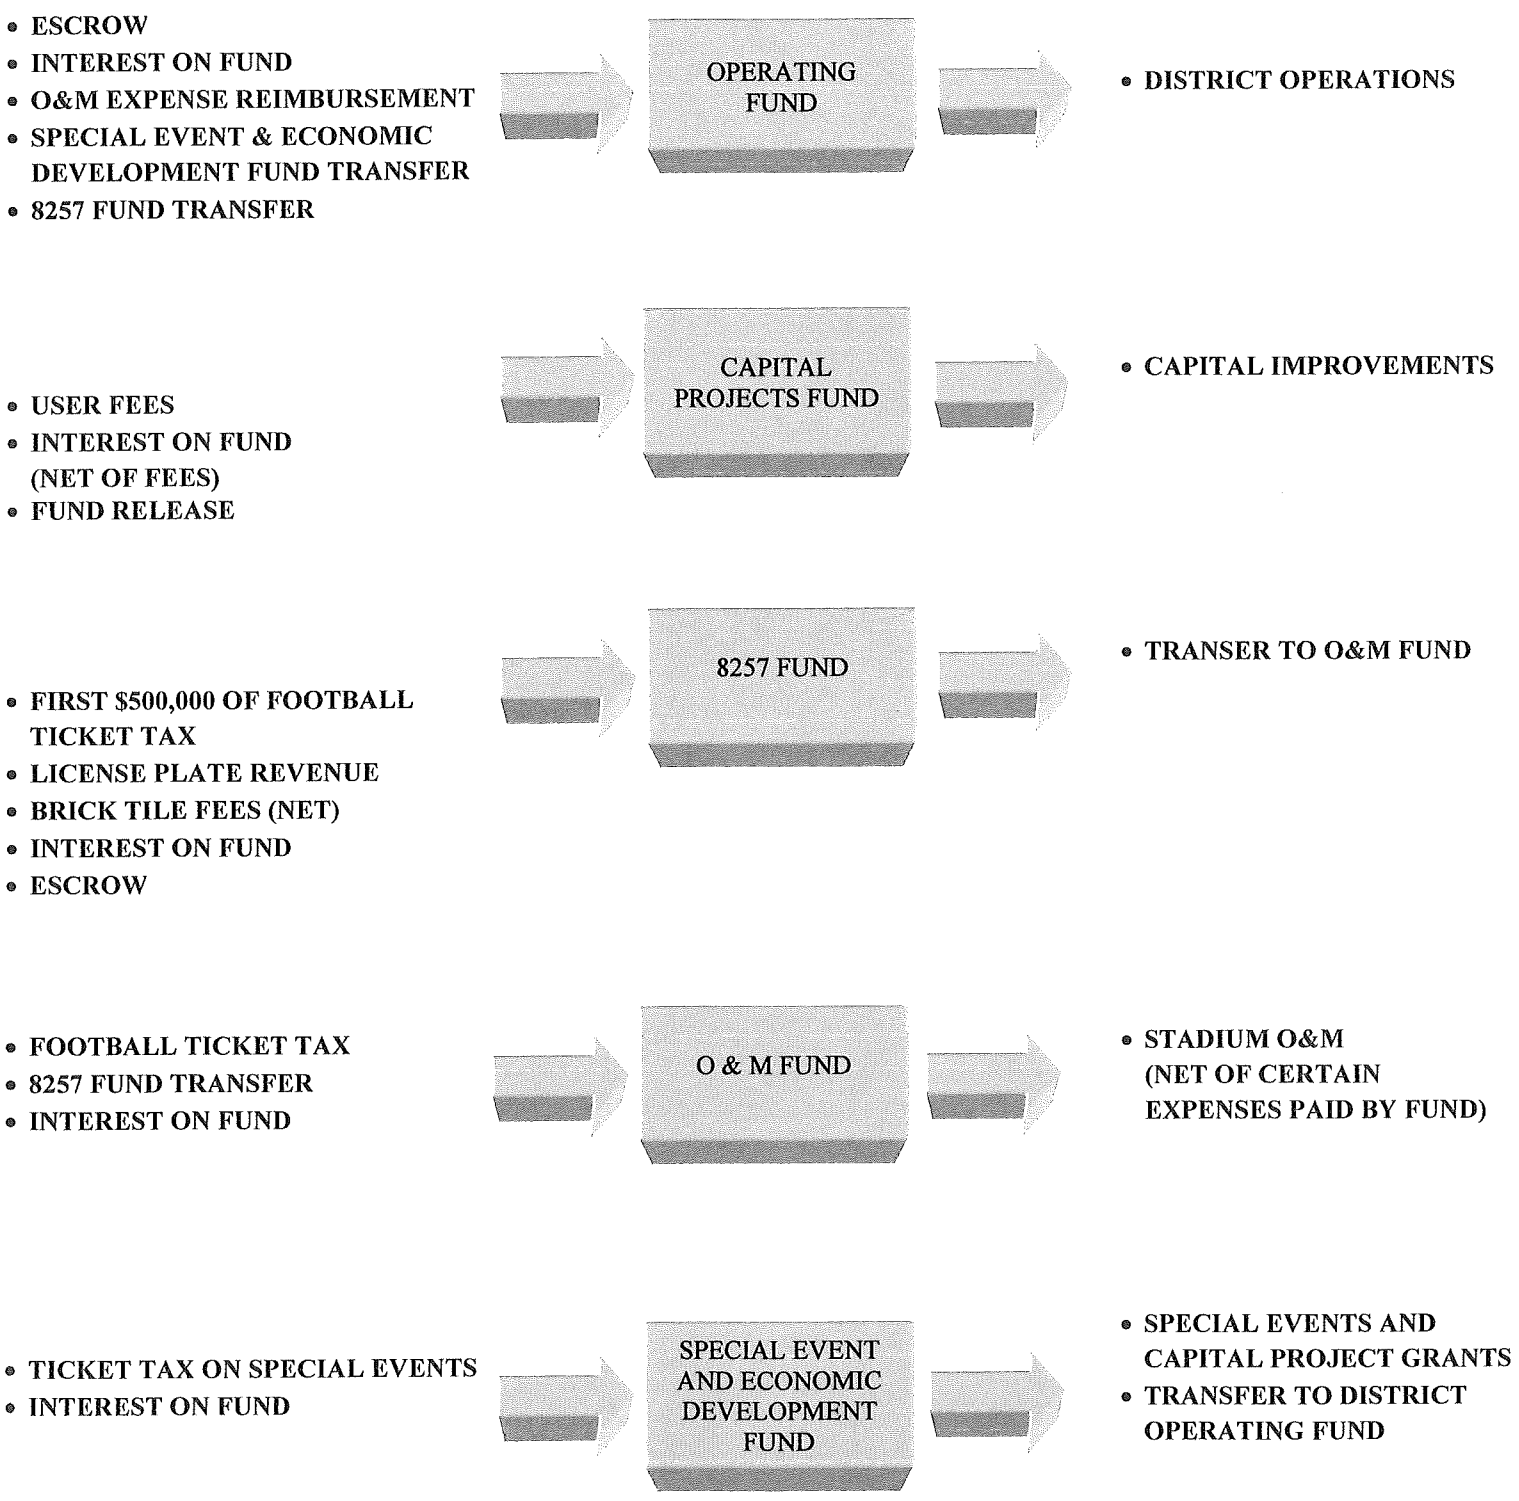 • ESCROW
• INTEREST ON FUND
• O&M EXPENSE REIMBURSEMENT
• SPECIAL EVENT & ECONOMIC
DEVELOPMENT FUND TRANSFER
• 8257 FUND TRANSFER
OPERATING
FUND
• DISTRICT OPERATIONS
• USER FEES
• INTEREST ON FUND
(NET OF FEES)
• FUND RELEASE
CAPITAL
PROJECTS FUND
• CAPITAL IMPROVEMENTS
• FIRST $500,000 OF FOOTBALL
TICKET TAX
• LICENSE PLATE REVENUE
• BRICK TILE FEES (NET)
• INTEREST ON FUND
• ESCROW
8257 FUND
• TRANSER TO O&M FUND
• FOOTBALL TICKET TAX
• 8257 FUND TRANSFER
• INTEREST ON FUND
O & M FUND
• STADIUM O&M
(NET OF CERTAIN
EXPENSES PAID BY FUND)
• TICKET TAX ON SPECIAL EVENTS
• INTEREST ON FUND
SPECIAL EVENT
AND ECONOMIC
DEVELOPMENT
FUND
• SPECIAL EVENTS AND
CAPITAL PROJECT GRANTS
• TRANSFER TO DISTRICT
OPERATING FUND